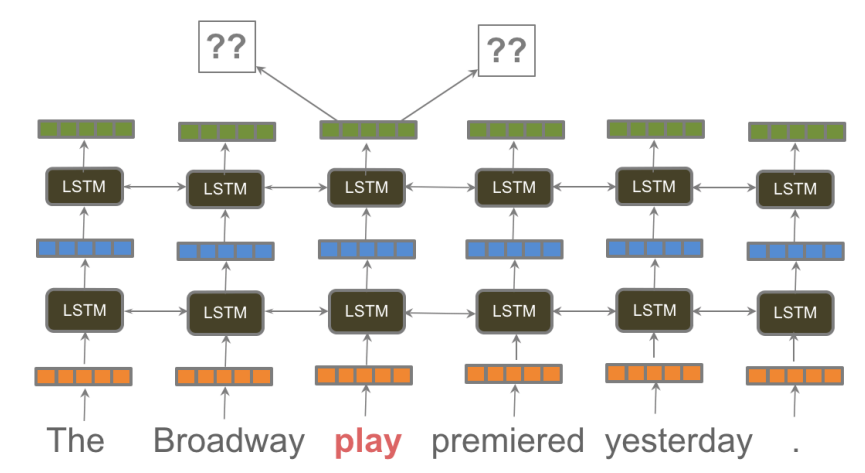 ?? ??
LSTM LSTM LSTM LSTM LSTM LSTM
LSTM LSTM LSTM LSTM LSTM LSTM
The Broadway play premiered yesterday .